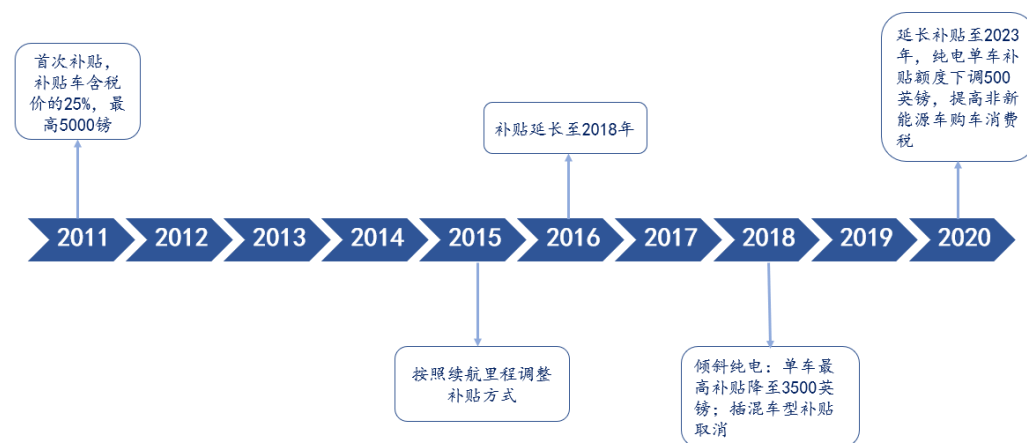 首次补贴，
补贴车含税
价的25%，最
高5000镑
补贴延长至2018年
延长补贴至2023
年，纯电单车补
贴额度下调500
英镑，提高非新
能源车购车消费
税
2011
2012
2013
2014
2015
2016
2017
2018
2019
2020
按照续航里程调整
补贴方式
倾斜纯电：单车最
高补贴降至3500英
镑；插混车型补贴
取消